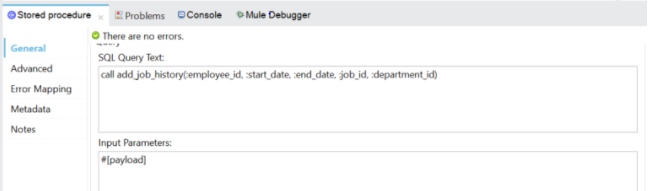 Stored procedure
Problems
Console
Mule Debugger
There are no errors.
General
Query
SQL Query Text:
Advanced
call add_job_history(:employee_id, :start_date, :end_date, :job_id, :department_id)
Error Mapping
Metadata
Notes
Input Parameters:
#[payload]